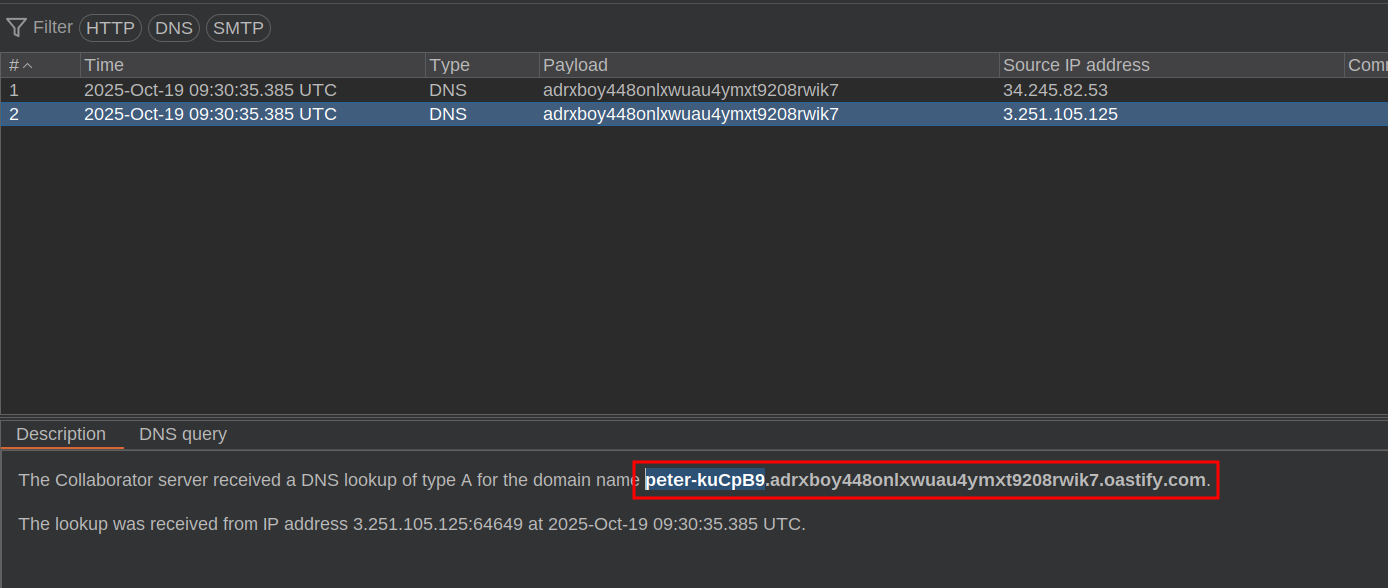 Filter HTTP DNS SMTP
# Time Type Payload Source IP address Comr
1 2025-Oct-19 09:30:35.385 UTC DNS adrxboy448onlxwuau4ymxt9208rwik7 34.245.82.53
2 2025-Oct-19 09:30:35.385 UTC DNS adrxboy448onlxwuau4ymxt9208rwik7 3.251.105.125
Description DNS query
The Collaborator server received a DNS lookup of type A for the domain name peter-kuCpB9.adrxboy448onlxwuau4ymxt9208rwik7.oastify.com.
The lookup was received from IP address 3.251.105.125:64649 at 2025-Oct-19 09:30:35.385 UTC.